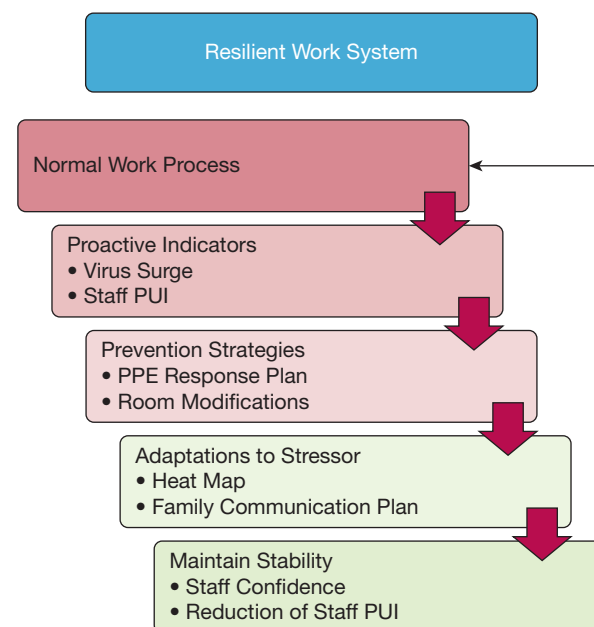 Resilient Work System
Normal Work Process
Proactive Indicators
• Virus Surge
• Staff PUI
Prevention Strategies
• PPE Response Plan
• Room Modifications
Adaptations to Stressor
• Heat Map
• Family Communication Plan
Maintain Stability
• Staff Confidence
• Reduction of Staff PUI